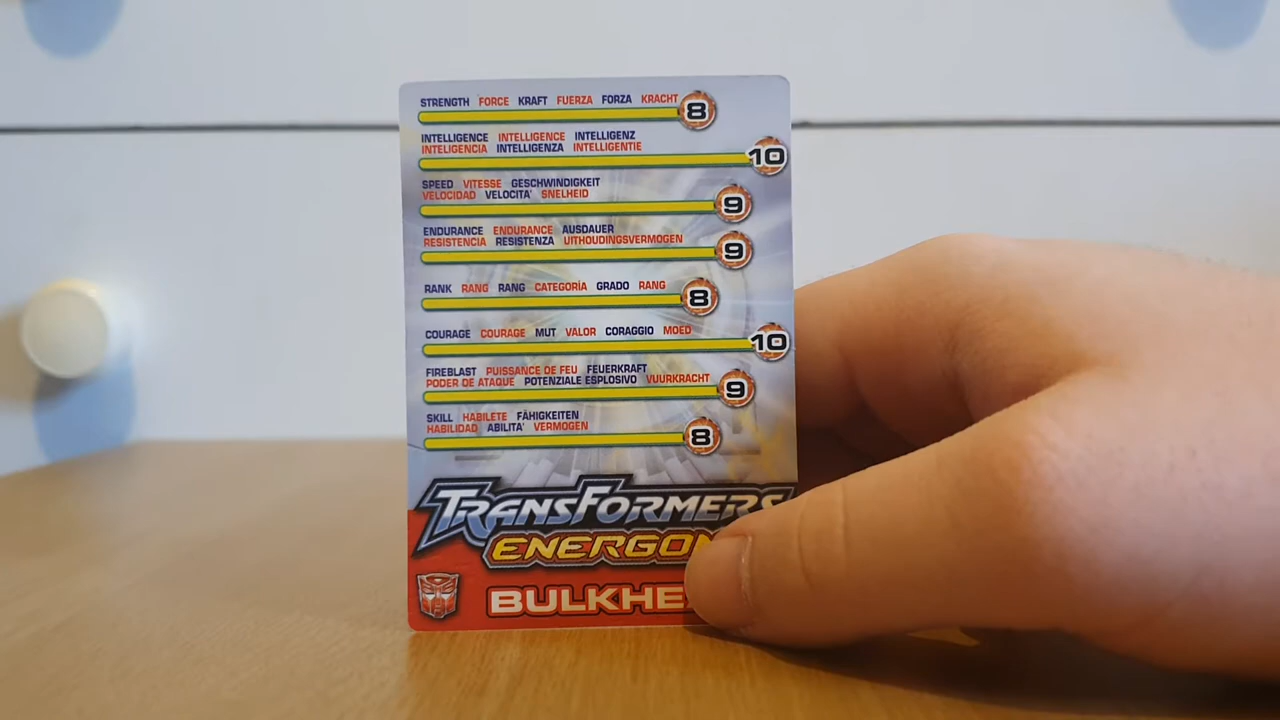 STRENGTH FORCE KRAFT FUERZA FORZA KRACHT
8
INTELLIGENCE INTELLIGENCE INTELLIGENZ
INTELIGENCIA INTELLIGENZA INTELLIGENTIE
10
SPEED VITESSE GESCHWINDIGKEIT
VELOCIDAD VELOCITA' SNELHEID
9
ENDURANCE ENDURANCE AUSDAUER
RESISTENCIA RESISTENZA UITHOUDINGSVERMOGEN
9
RANK RANG RANG CATEGORÍA GRADO RANG
8
COURAGE COURAGE MUT VALOR CORAGGIO MOED
10
FIREBLAST PUISSANCE DE FEU FEUERKRAFT
PODER DE ATAQUE POTENZIALE ESPLOSIVO VUURKRACHT
9
SKILL HABILETE FÄHIGKEITEN
HABILIDAD ABILITA' VERMOGEN
8
TRANSFORMERS
ENERGON
BULKHE